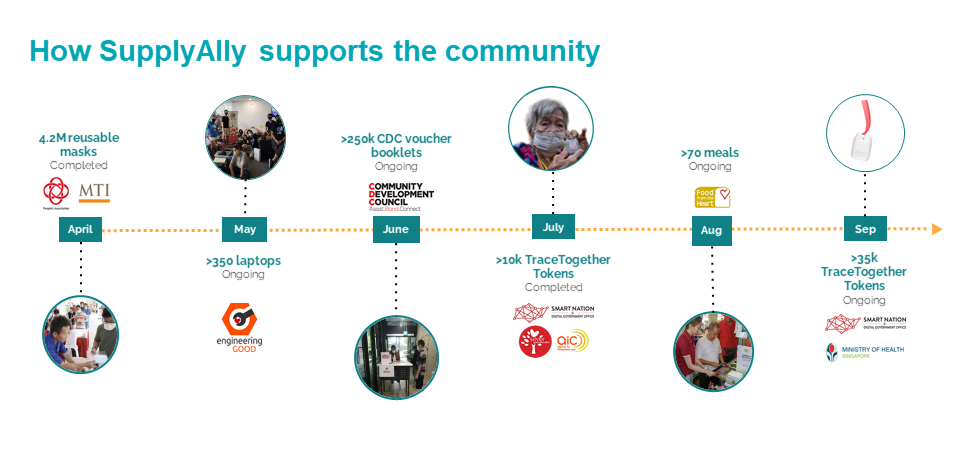 How SupplyAlly supports the community
4.2M reusable
masks
Completed
People's Association
MTI
April
May
>350 laptops
Ongoing
engineering
GOOD
>250k CDC voucher
booklets
Ongoing
COMMUNITY
DEVELOPMENT
COUNCIL
Assist.Bond.Connect
June
July
>10k TraceTogether
Tokens
Completed
SMART NATION
&
DIGITAL GOVERNMENT OFFICE
AiC
>70 meals
Ongoing
Food
from the
Heart
Aug
Sep
>35k
TraceTogether
Tokens
Ongoing
SMART NATION
&
DIGITAL GOVERNMENT OFFICE
MINISTRY OF HEALTH
SINGAPORE